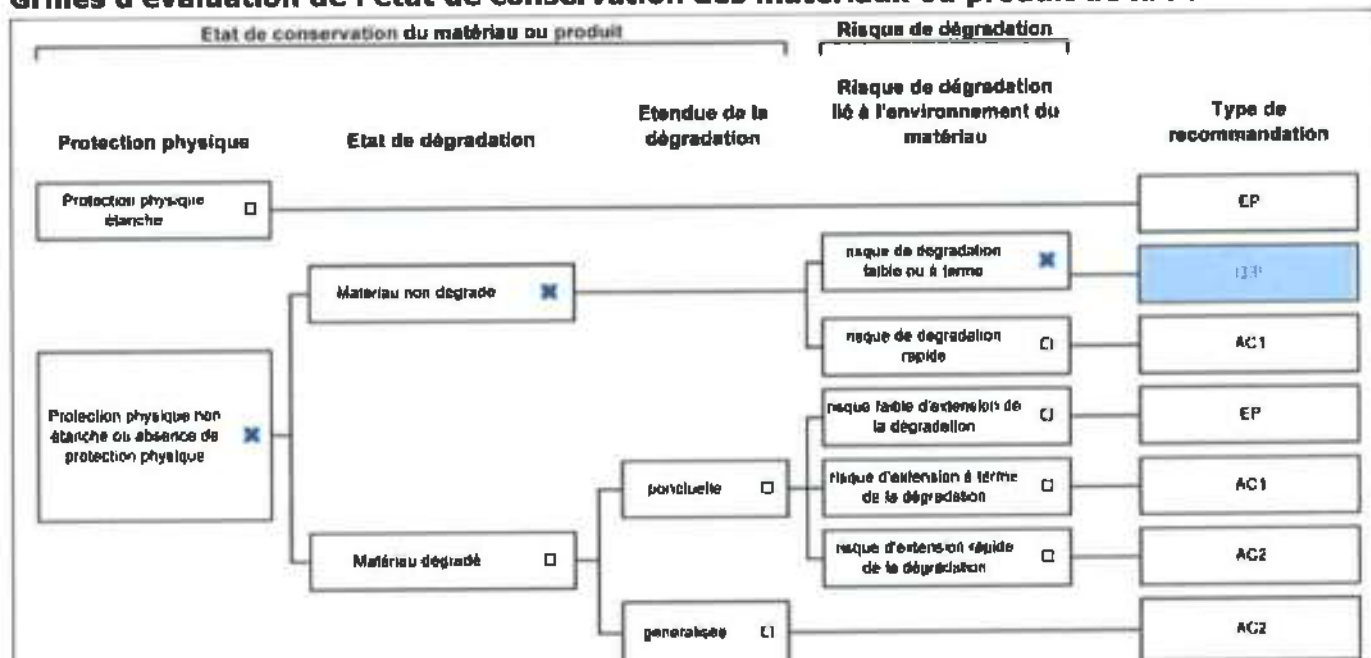 Etat de conservation du matériau ou produit
Risque de dégradation
Protection physique
Etat de dégradation
Etendue de la
dégradation
Risque de dégradation
lié à l'environnement du
matériau
Type de
recommandation
Protection physique
étanche
EP
Matériau non dégradé
risque de dégradation
faible ou à terme
risque de dégradation
rapide
AC1
Protection physique non
étanche ou absence de
protection physique
risque faible d'extension de
la dégradation
EP
ponctuelle
risque d'extension à terme
de la dégradation
AC1
Matériau dégradé
risque d'extension rapide
de la dégradation
AC2
généralisée
AC2